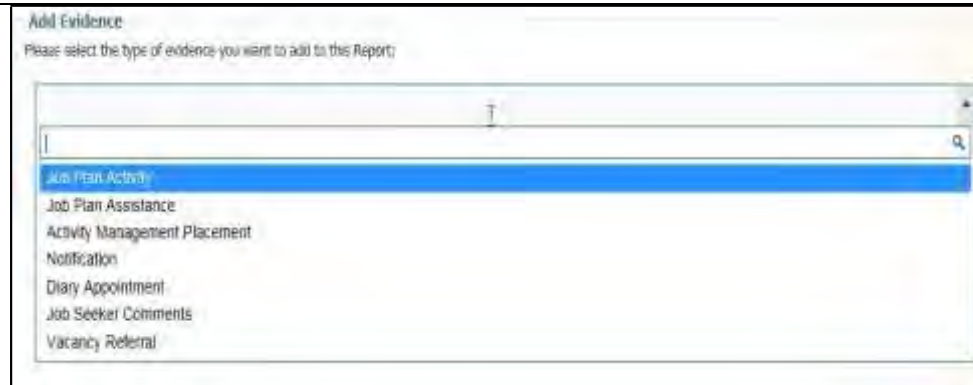 Add Evidence
Please select the type of evidence you want to add to this Report:
Job Plan Activity
Job Plan Assistance
Activity Management Placement
Notification
Diary Appointment
Job Seeker Comments
Vacancy Referral